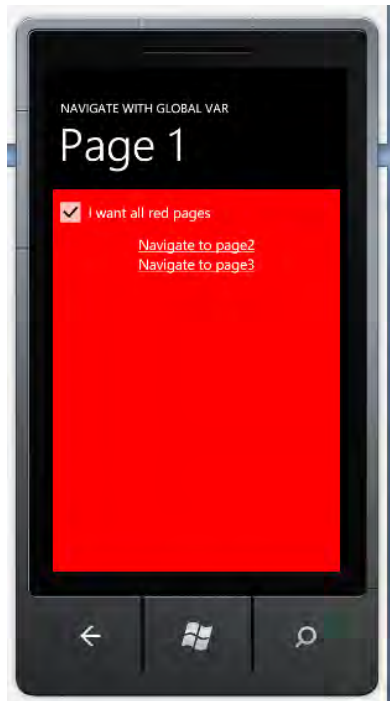 NAVIGATE WITH GLOBAL VAR
Page 1
I want all red pages
Navigate to page2
Navigate to page3